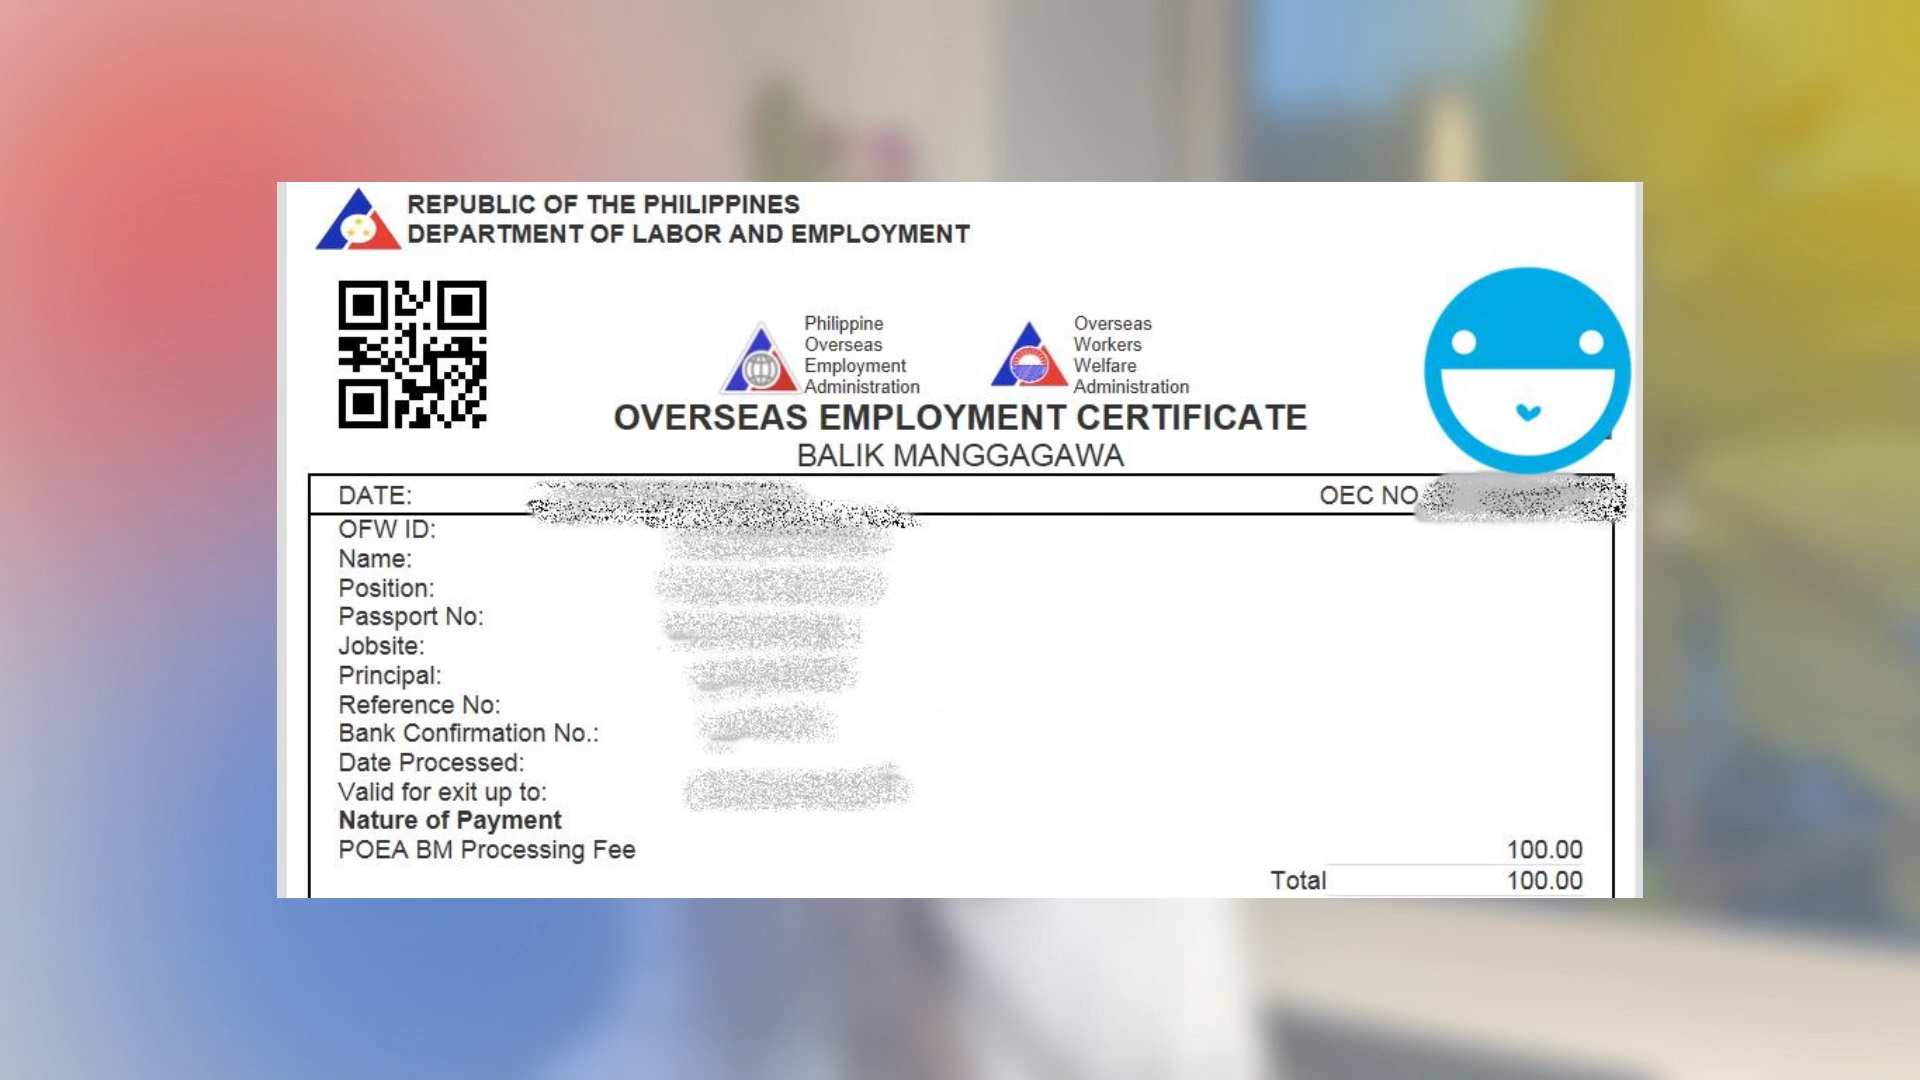 REPUBLIC OF THE PHILIPPINES
DEPARTMENT OF LABOR AND EMPLOYMENT
Philippine
Overseas
Employment
Administration
Overseas
Workers
Welfare
Administration
OVERSEAS EMPLOYMENT CERTIFICATE
BALIK MANGGAGAWA
DATE: OEC NO
OFW ID:
Name:
Position:
Passport No:
Jobsite:
Principal:
Reference No:
Bank Confirmation No.:
Date Processed:
Valid for exit up to:
Nature of Payment
POEA BM Processing Fee 100.00
Total 100.00